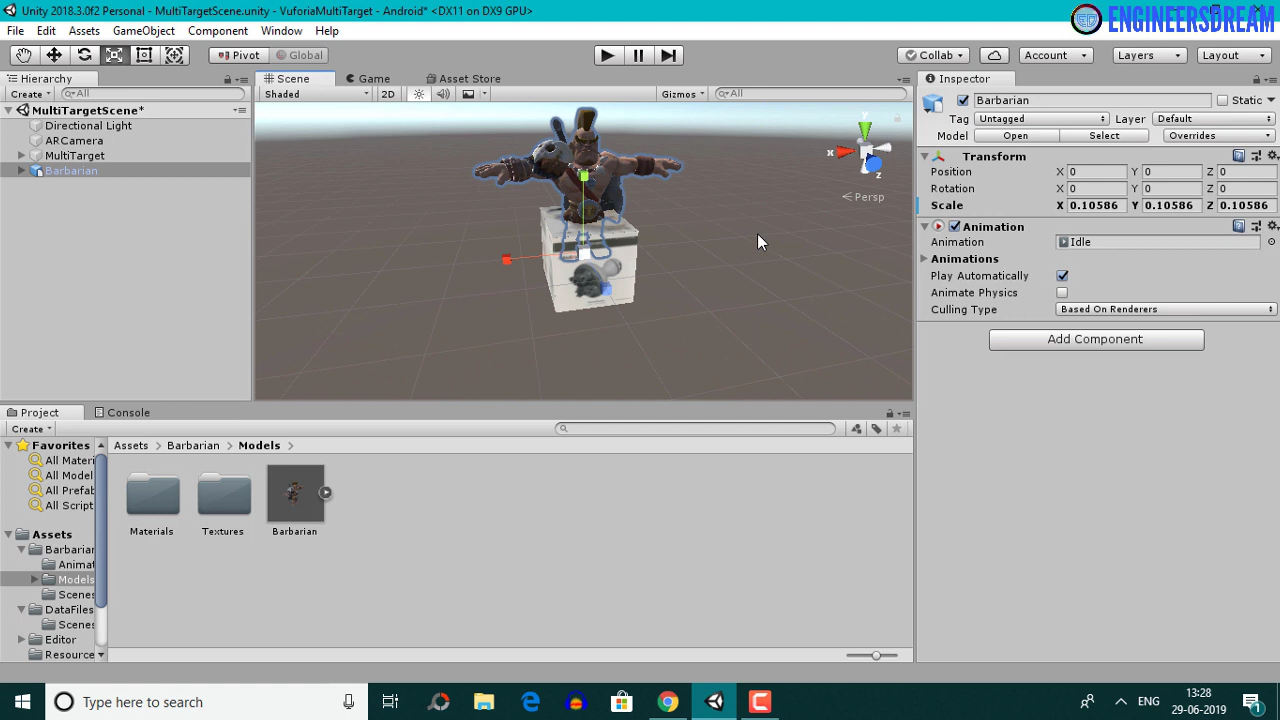 Unity 2018.3.0f2 Personal - MultiTargetScene.unity - VuforiaMultiTarget - Android* <DX11 on DX9 GPU>
ENGINEERSDREAM
File Edit Assets GameObject Component Window Help
Pivot Global Collab Account Layers Layout
Hierarchy Scene Game Asset Store Inspector
Create All Shaded 2D Gizmos All
MultiTargetScene*
Directional Light
ARCamera
MultiTarget
Barbarian
y
x
z
Persp
Barbarian Static
Tag Untagged Layer Default
Model Open Select Overrides
Transform
Position X 0 Y 0 Z 0
Rotation X 0 Y 0 Z 0
Scale X 0.10586 Y 0.10586 Z 0.10586
Animation
Animation Idle
Animations
Play Automatically
Animate Physics
Culling Type Based On Renderers
Add Component
Project Console
Create
Favorites
All Materi
All Model
All Prefab
All Script
Assets
Barbarian
Animat
Models
Scenes
DataFiles
Scenes
Editor
Resource
Assets Barbarian Models
Materials Textures Barbarian
Type here to search
ENG
13:28
29-06-2019
1